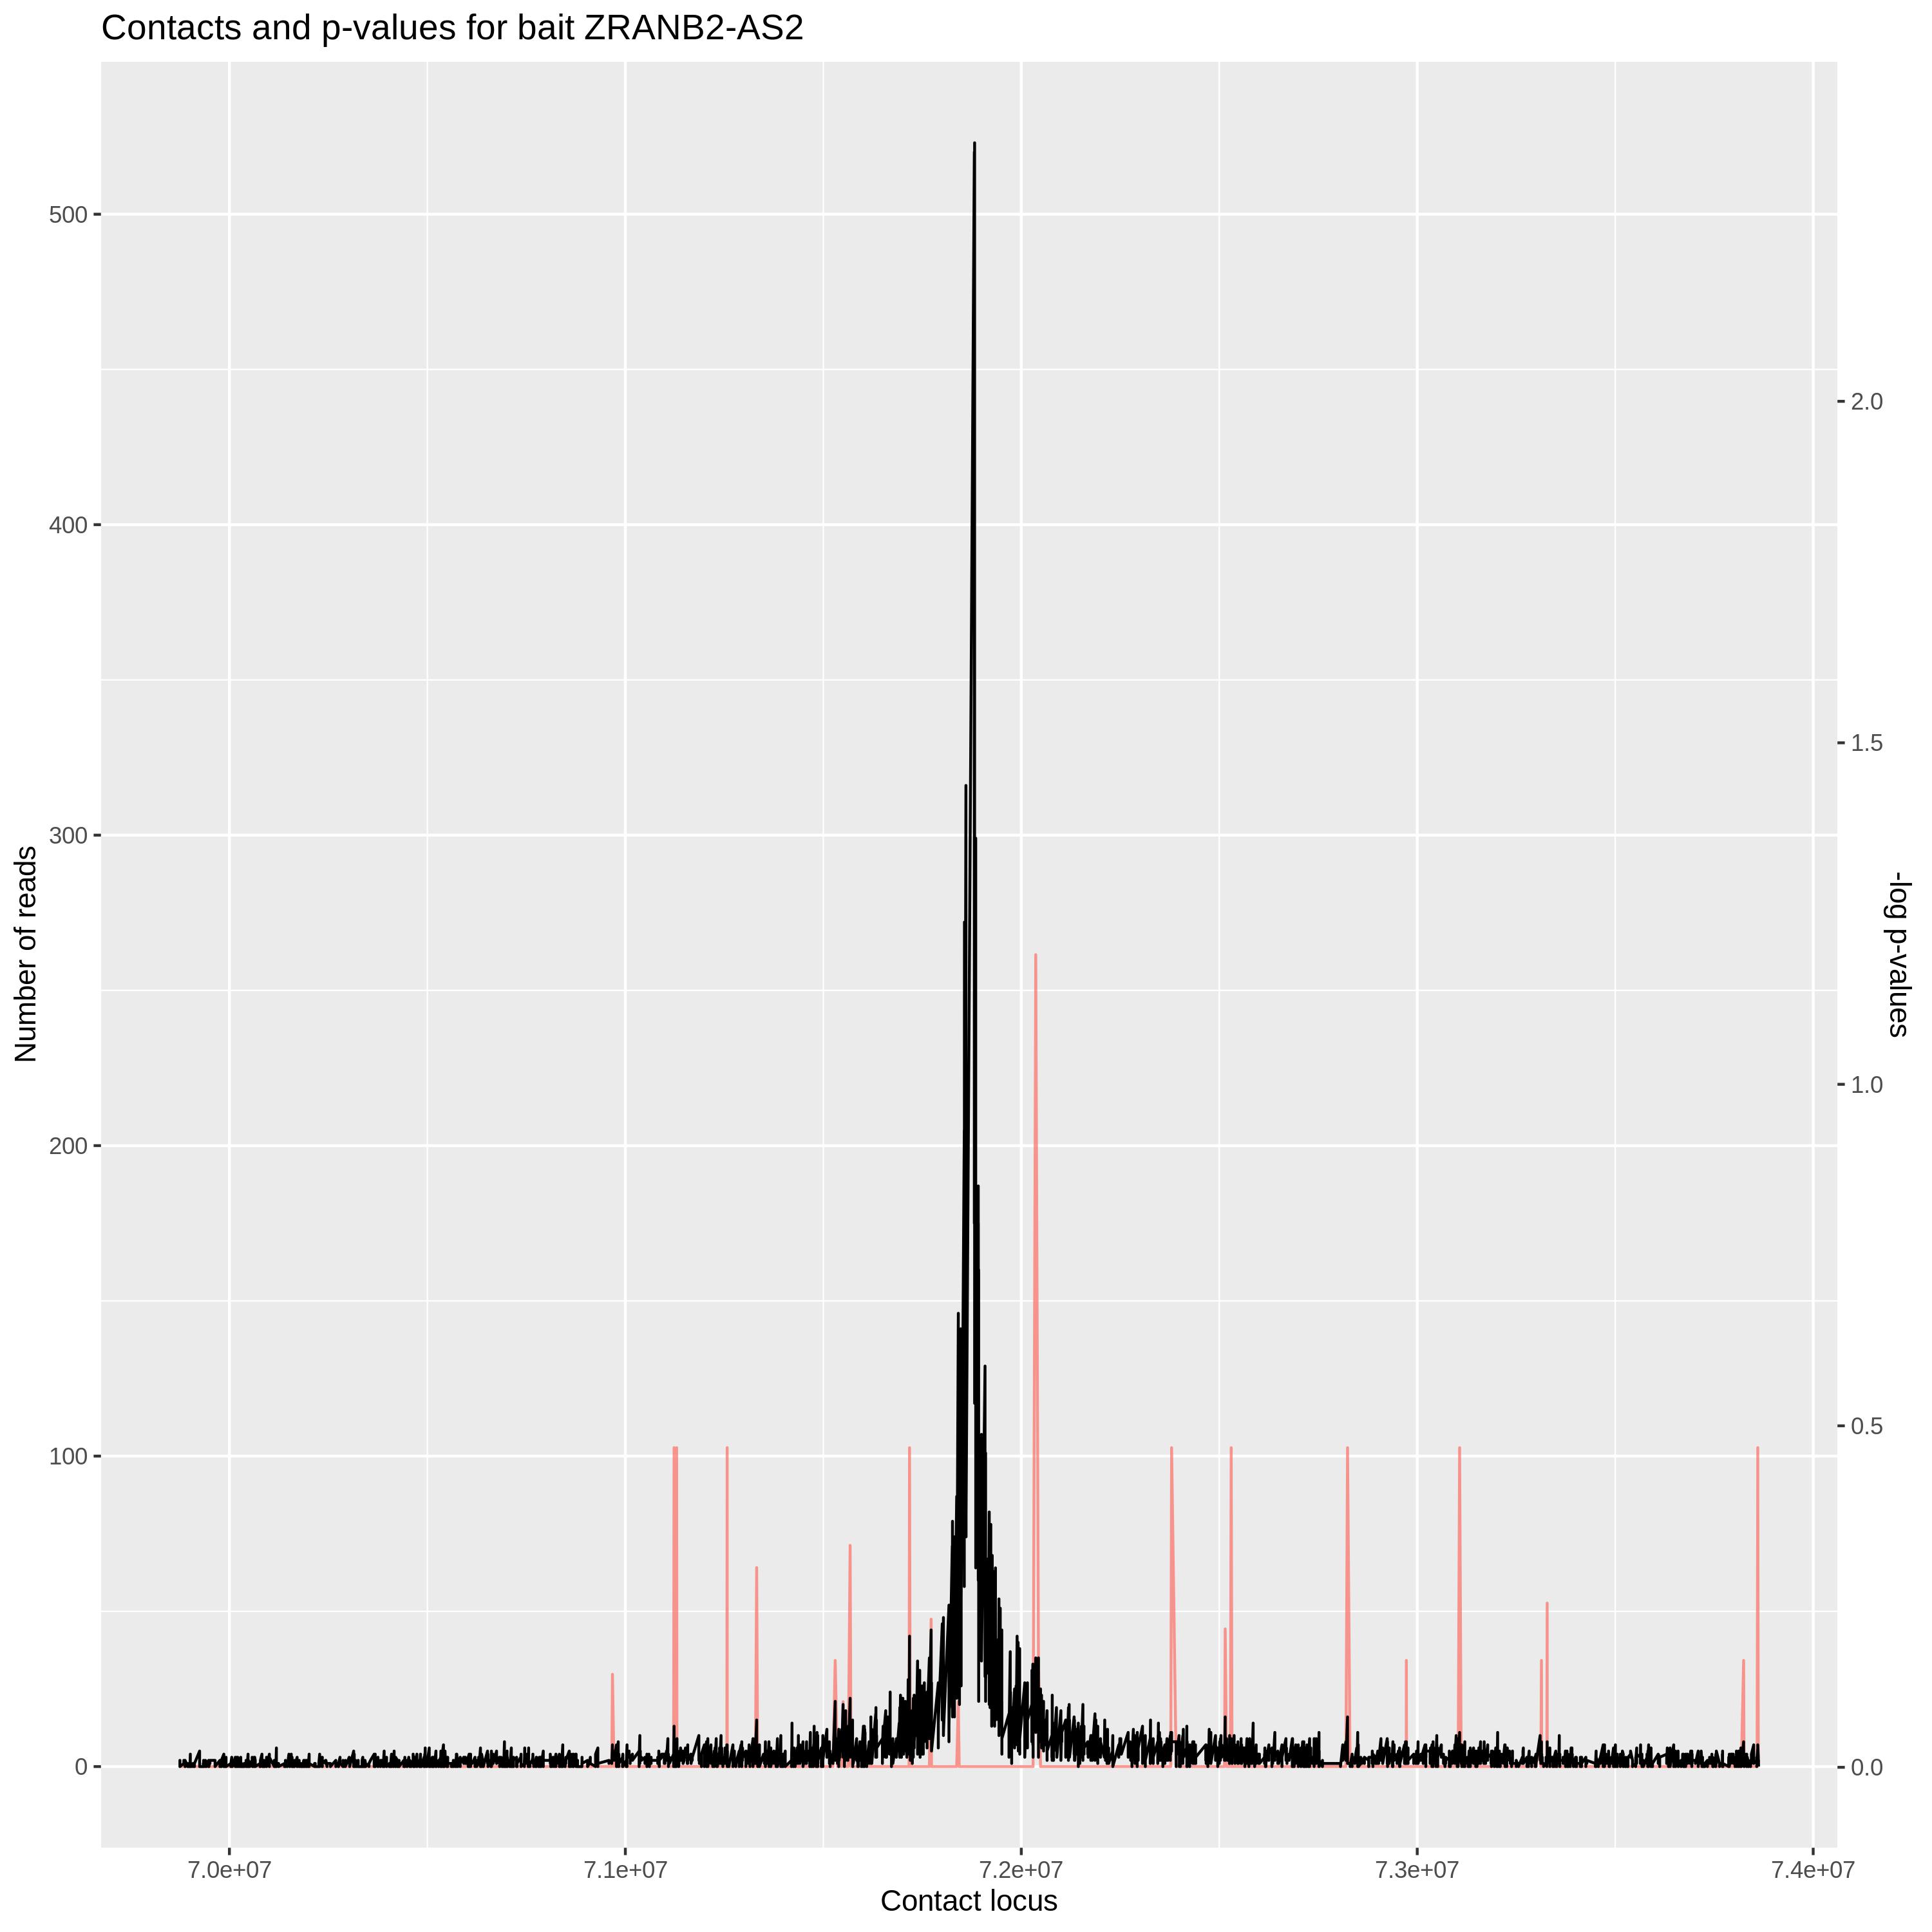 Contacts and p-values for bait ZRANB2-AS2
500
400
300
200
100
0
Number of reads
2.0
1.5
1.0
0.5
0.0
-log p-values
7.0e+07
7.1e+07
7.2e+07
7.3e+07
7.4e+07
Contact locus